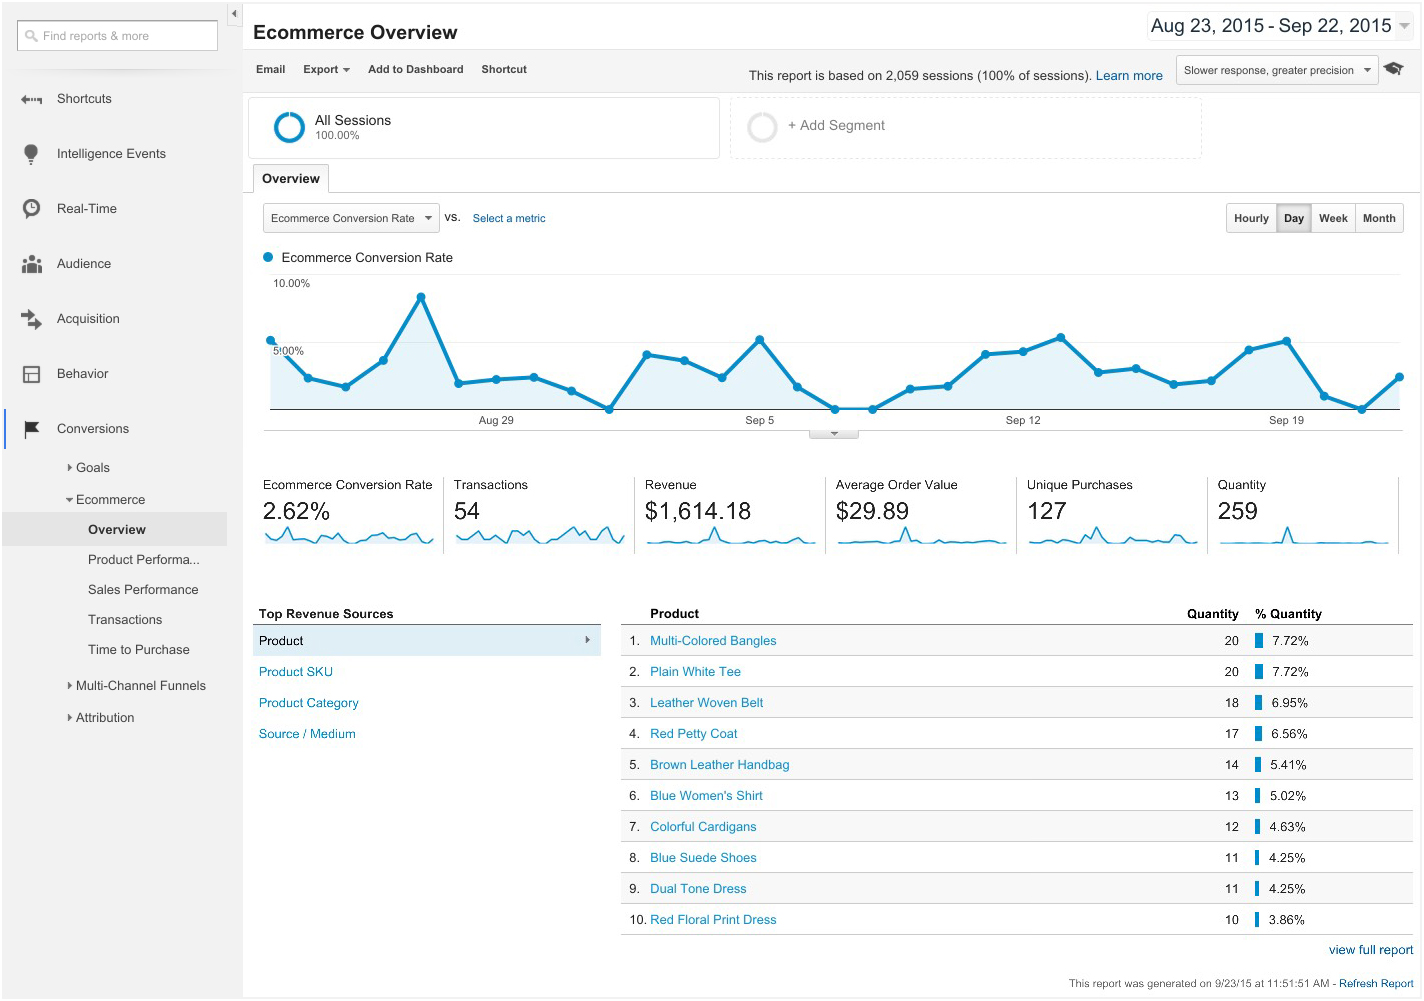 Find reports & more
Ecommerce Overview
Aug 23, 2015 - Sep 22, 2015
Email Export Add to Dashboard Shortcut
This report is based on 2,059 sessions (100% of sessions). Learn more
Slower response, greater precision
Shortcuts
Intelligence Events
Real-Time
Audience
Acquisition
Behavior
Conversions
Goals
Ecommerce
Overview
Product Performa...
Sales Performance
Transactions
Time to Purchase
Multi-Channel Funnels
Attribution
All Sessions
100.00%
+ Add Segment
Overview
Ecommerce Conversion Rate vs. Select a metric
Hourly Day Week Month
Ecommerce Conversion Rate
10.00%
5.00%
Aug 29 Sep 5 Sep 12 Sep 19
Ecommerce Conversion Rate Transactions Revenue Average Order Value Unique Purchases Quantity
2.62% 54 $1,614.18 $29.89 127 259
Top Revenue Sources
Product
Product SKU
Product Category
Source / Medium
Product Quantity % Quantity
1. Multi-Colored Bangles 20 7.72%
2. Plain White Tee 20 7.72%
3. Leather Woven Belt 18 6.95%
4. Red Petty Coat 17 6.56%
5. Brown Leather Handbag 14 5.41%
6. Blue Women's Shirt 13 5.02%
7. Colorful Cardigans 12 4.63%
8. Blue Suede Shoes 11 4.25%
9. Dual Tone Dress 11 4.25%
10. Red Floral Print Dress 10 3.86%
view full report
This report was generated on 9/23/15 at 11:51:51 AM - Refresh Report